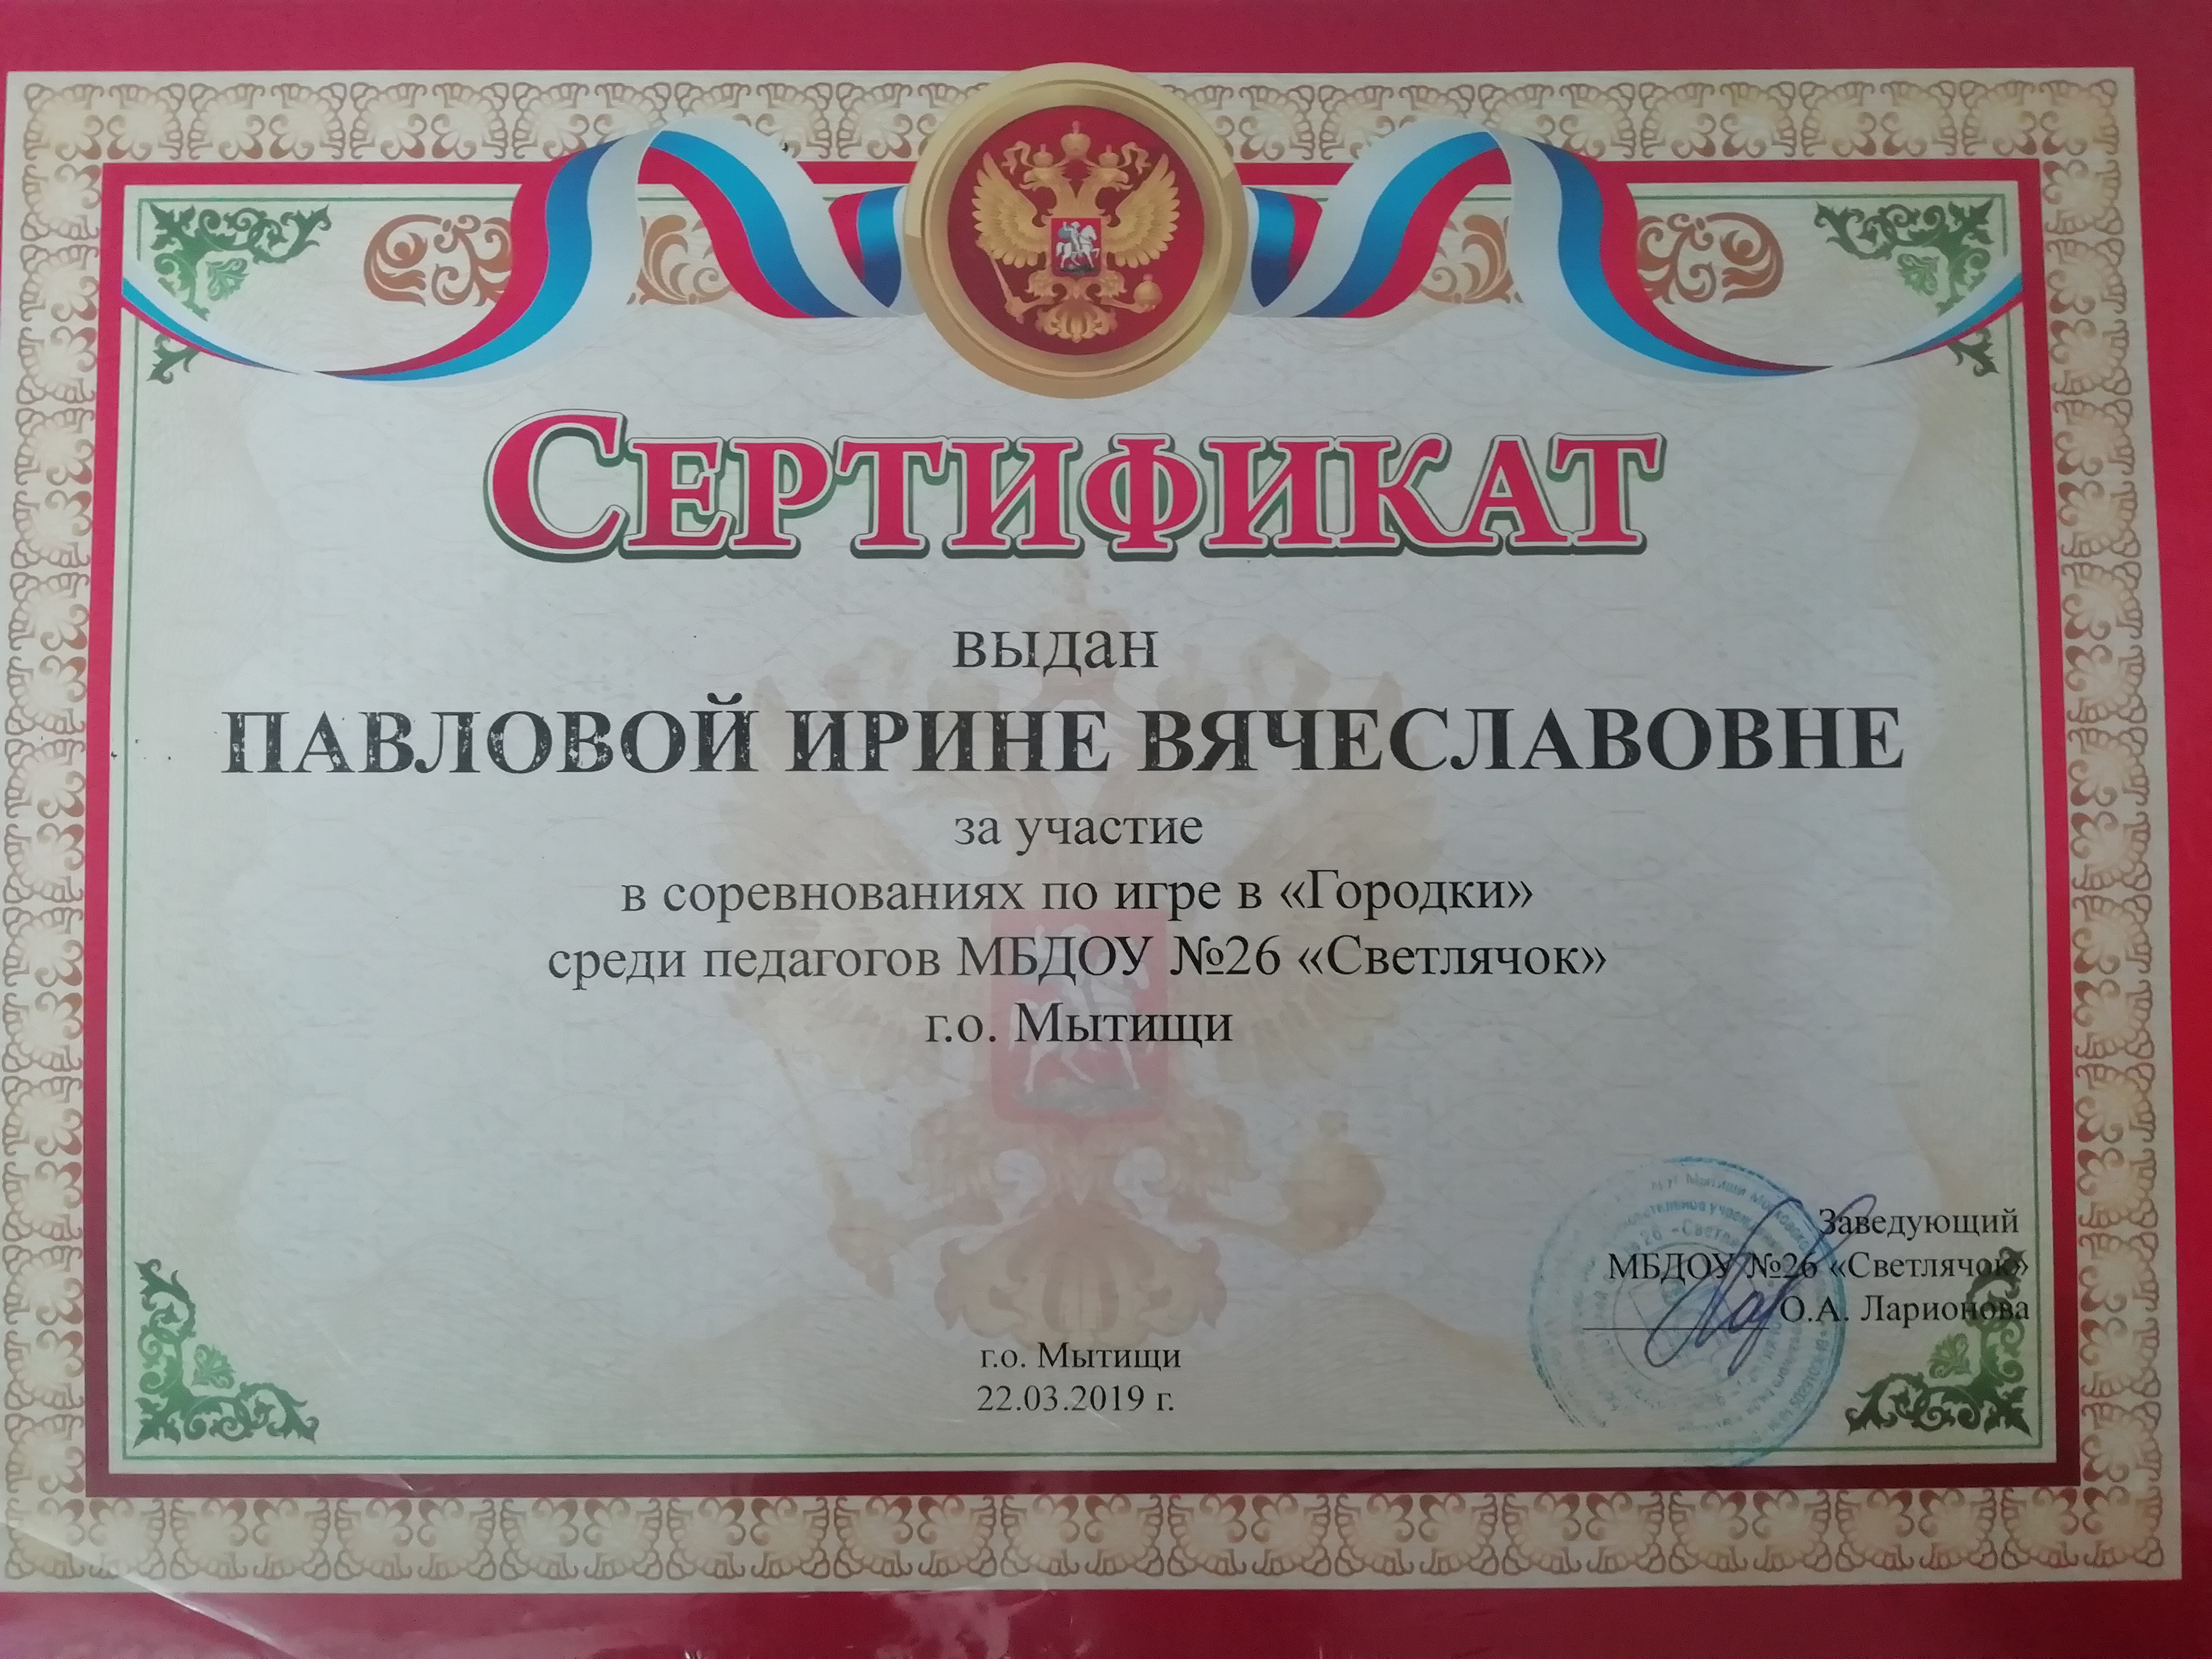 СЕРТИФИКАТ
выдан
ПАВЛОВОЙ ИРИНЕ ВЯЧЕСЛАВОВНЕ
за участие
в соревнованиях по игре в «Городки»
среди педагогов МБДОУ №26 «Светлячок»
г.о. Мытищи
Заведующий
МБДОУ №26 «Светлячок»
О.А. Ларионова
г.о. Мытищи
22.03.2019 г.